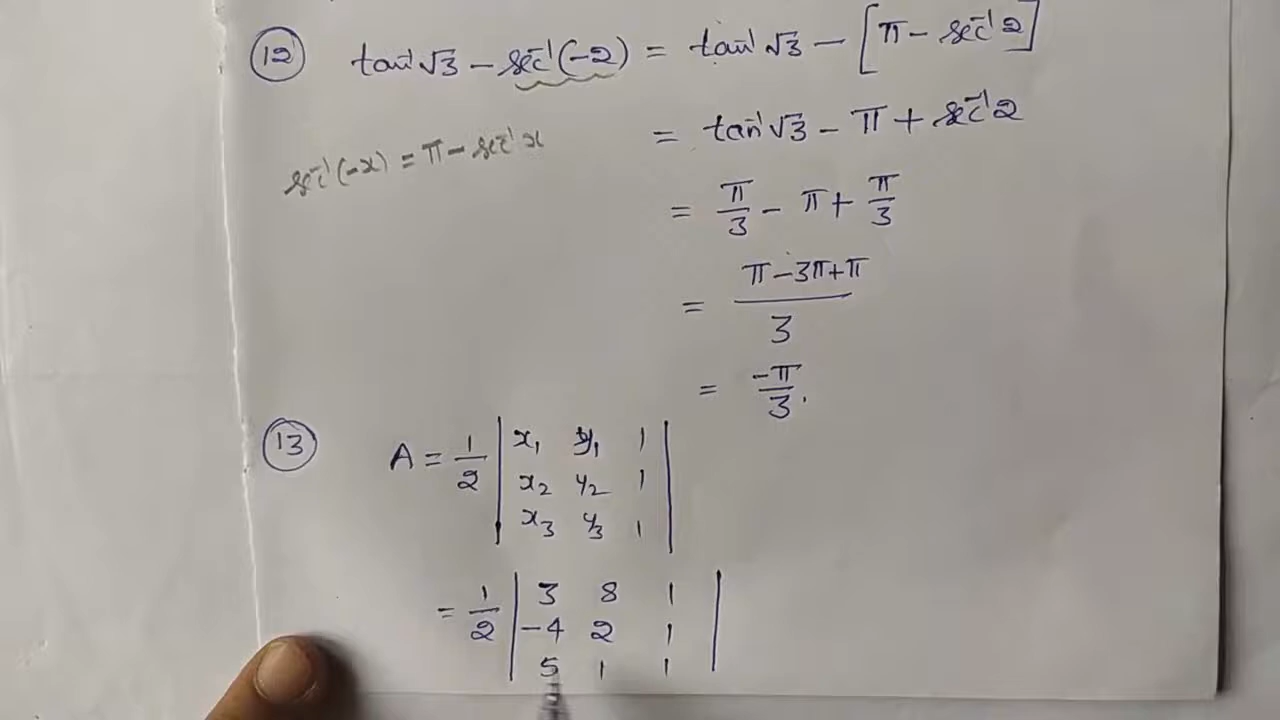 12 tan⁻¹√3 − sec⁻¹(−2) = tan⁻¹√3 − [π − sec⁻¹2]
= tan⁻¹√3 − π + sec⁻¹2
sec⁻¹(−x) = π − sec⁻¹x
= π/3 − π + π/3
= (π − 3π + π)/3
= −π/3.
13 A = 1/2 | x₁ y₁ 1 |
| x₂ y₂ 1 |
| x₃ y₃ 1 |
= 1/2 | 3 8 1 |
| −4 2 1 |
| 5 1 1 |